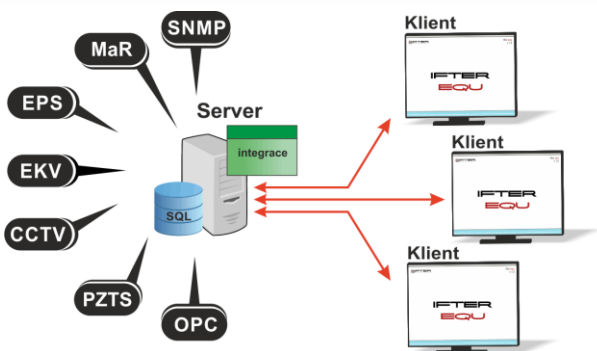 SNMP
MaR
EPS
EKV
CCTV
PZTS
OPC
Server
integrace
SQL
Klient
IFTER
EQU
Klient
IFTER
EQU
Klient
IFTER
EQU